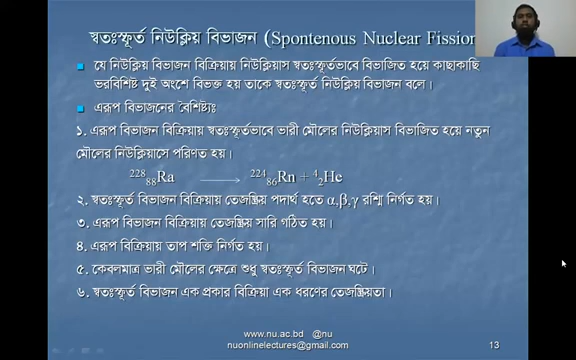 স্বতঃস্ফূর্ত নিউক্লিয় বিভাজন (Spontenous Nuclear Fission
যে নিউক্লিয় বিভাজন বিক্রিয়ায় নিউক্লিয়াস স্বতঃস্ফূর্তভাবে বিভাজিত হয়ে কাছাকাছি
ভরবিশিষ্ট দুই অংশে বিভক্ত হয় তাকে স্বতঃস্ফূর্ত নিউক্লিয় বিভাজন বলে।
এরূপ বিভাজনের বৈশিষ্ট্যঃ
১. এরূপ বিভাজন বিক্রিয়ায় স্বতঃস্ফূর্তভাবে ভারী মৌলের নিউক্লিয়াস বিভাজিত হয়ে নতুন
মৌলের নিউক্লিয়াসে পরিণত হয়।
²²⁸₈₈Ra ⟶ ²²⁴₈₆Rn + ⁴₂He
২. স্বতঃস্ফূর্ত বিভাজন বিক্রিয়ায় তেজষ্ক্রিয় পদার্থ হতে α,β,γ রশ্মি নির্গত হয়।
৩. এরূপ বিভাজন বিক্রিয়ায় তেজষ্ক্রিয় সারি গঠিত হয়।
৪. এরূপ বিক্রিয়ায় তাপ শক্তি নির্গত হয়।
৫. কেবলমাত্র ভারী মৌলের ক্ষেত্রে শুধু স্বতঃস্ফূর্ত বিভাজন ঘটে।
৬. স্বতঃস্ফূর্ত বিভাজন এক প্রকার বিক্রিয়া এক ধরণের তেজষ্ক্রিয়তা।
www.nu.ac.bd @nu
nuonlinelectures@gmail.com
13